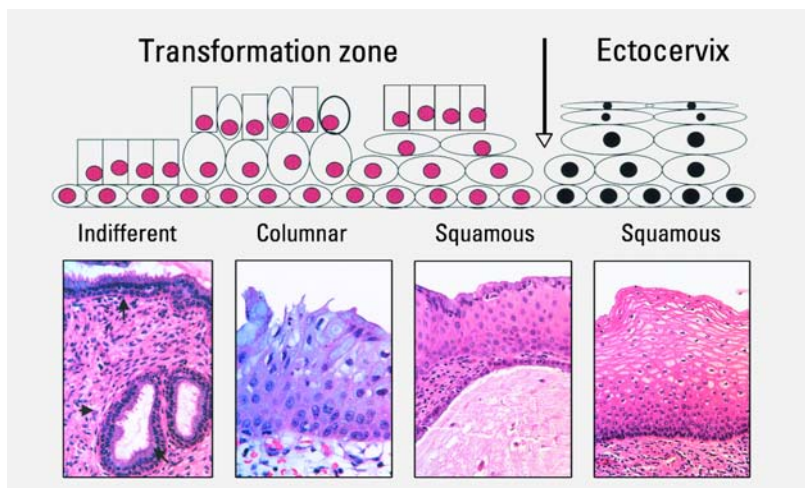 Transformation zone
Ectocervix
Indifferent
Columnar
Squamous
Squamous